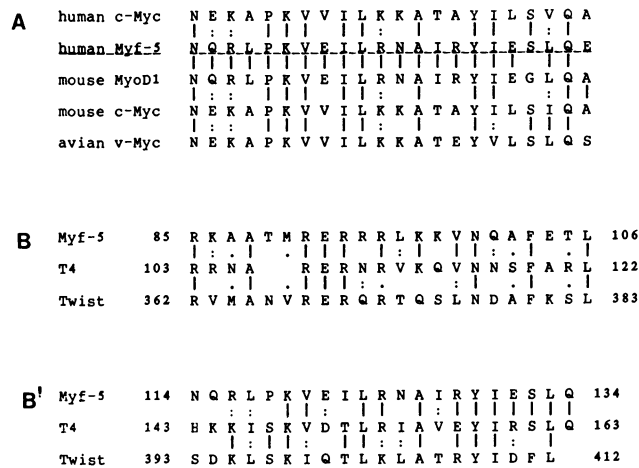 A
human c-Myc N E K A P K V V I L K K A T A Y I L S V Q A
human Myf-5 N Q R L P K V E I L R N A I R Y I E S L Q E
mouse MyoD1 N Q R L P K V E I L R N A I R Y I E G L Q A
mouse c-Myc N E K A P K V V I L K K A T A Y I L S I Q A
avian v-Myc N E K A P K V V I L K K A T E Y V L S L Q S
B
Myf-5 85 R K A A T M R E R R R L K K V N Q A F E T L 106
T4 103 R R N A R E R N R V K Q V N N S F A R L 122
Twist 362 R V M A N V R E R Q R T Q S L N D A F K S L 383
B'
Myf-5 114 N Q R L P K V E I L R N A I R Y I E S L Q 134
T4 143 H K K I S K V D T L R I A V E Y I R S L Q 163
Twist 393 S D K L S K I Q T L K L A T R Y I D F L 412